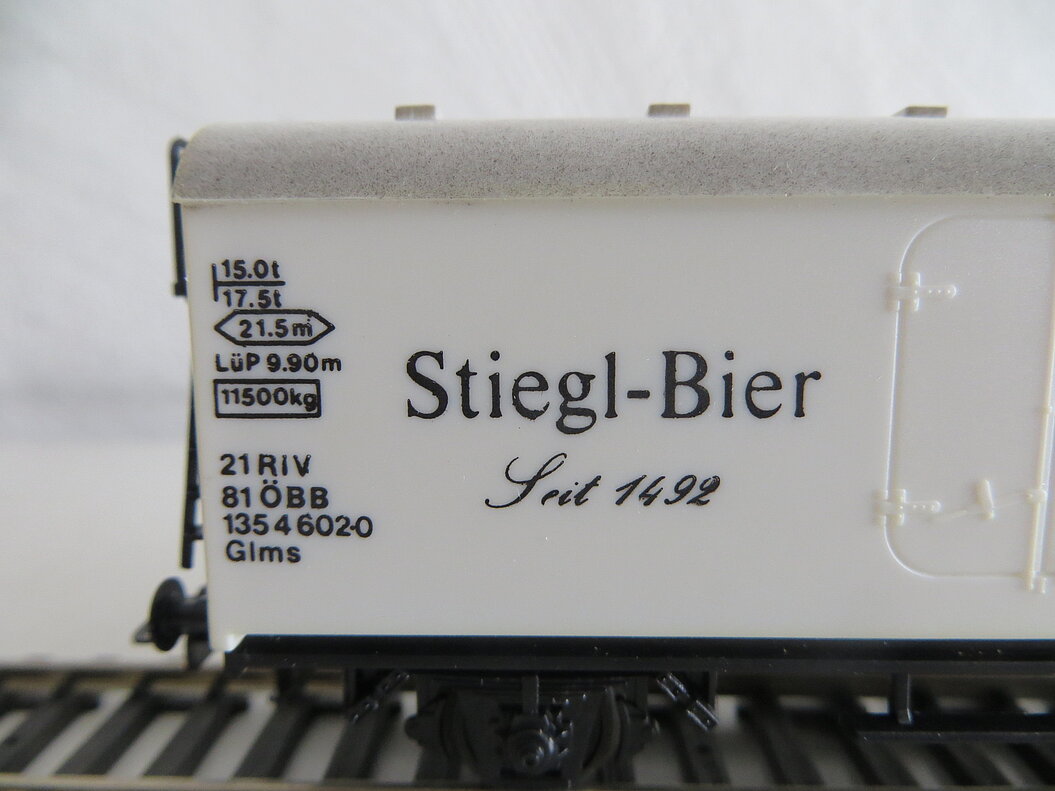 15.0t
17.5t
21.5m
LüP 9.90m
11500kg
21 RIV
81 ÖBB
135 4 602-0
Glms
Stiegl-Bier
Seit 1492